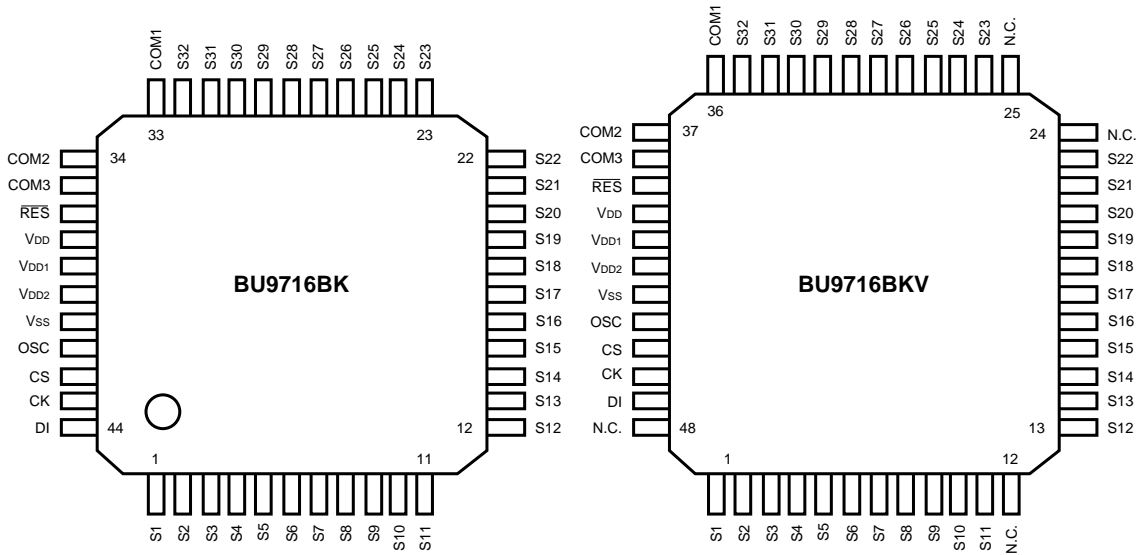 COM1 S32 S31 S30 S29 S28 S27 S26 S25 S24 S23
33 23
34 22
COM2
COM3
R̅E̅S̅
VDD
VDD1
VDD2
VSS
OSC
CS
CK
DI
BU9716BK
S22
S21
S20
S19
S18
S17
S16
S15
S14
S13
S12
44 12
1 11
S1 S2 S3 S4 S5 S6 S7 S8 S9 S10 S11
COM1 S32 S31 S30 S29 S28 S27 S26 S25 S24 S23 N.C.
36 25
37 24
COM2
COM3
R̅E̅S̅
VDD
VDD1
VDD2
VSS
OSC
CS
CK
DI
N.C.
BU9716BKV
N.C.
S22
S21
S20
S19
S18
S17
S16
S15
S14
S13
S12
48 13
1 12
S1 S2 S3 S4 S5 S6 S7 S8 S9 S10 S11 N.C.